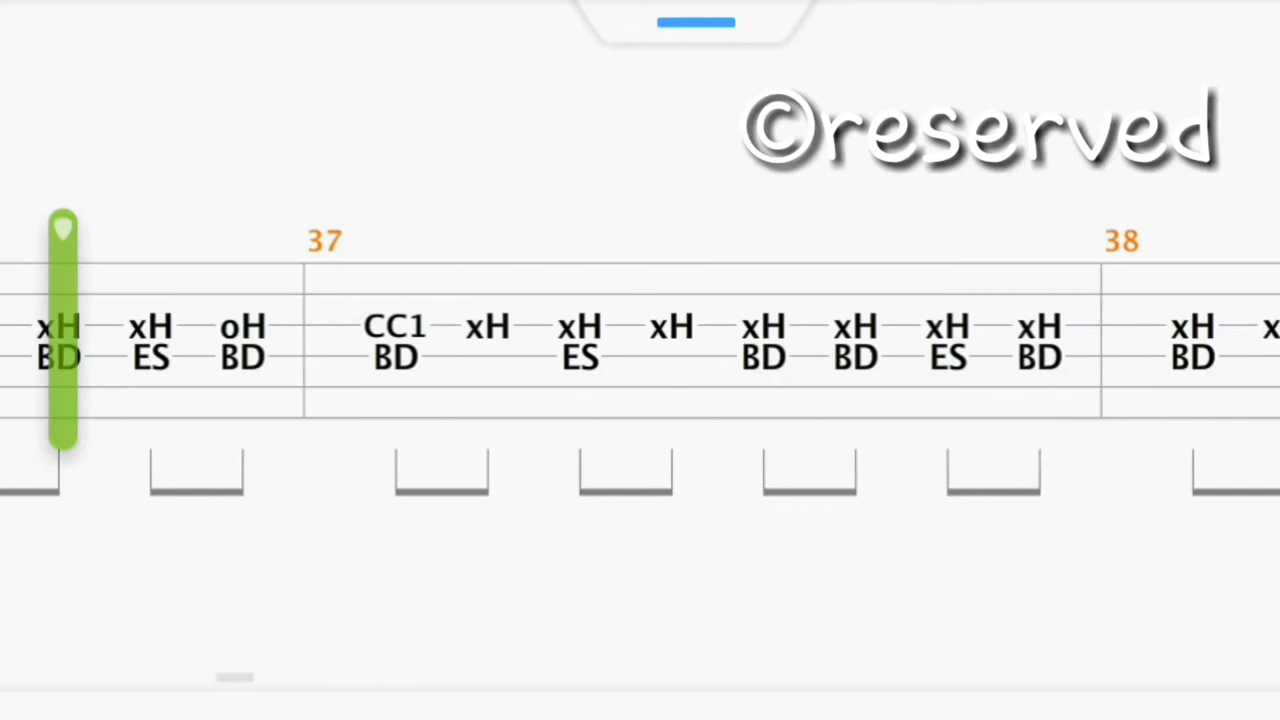 ©reserved
37 38
xH xH oH CC1 xH xH xH xH xH xH xH xH x
BD ES BD BD ES BD BD ES BD BD